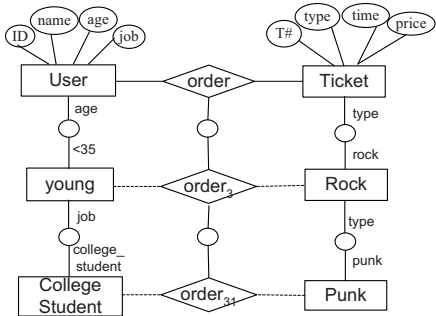 ID name age job
T# type time price
User order Ticket
age type
<35 rock
young order3 Rock
job type
college_
student punk
College
Student order31 Punk